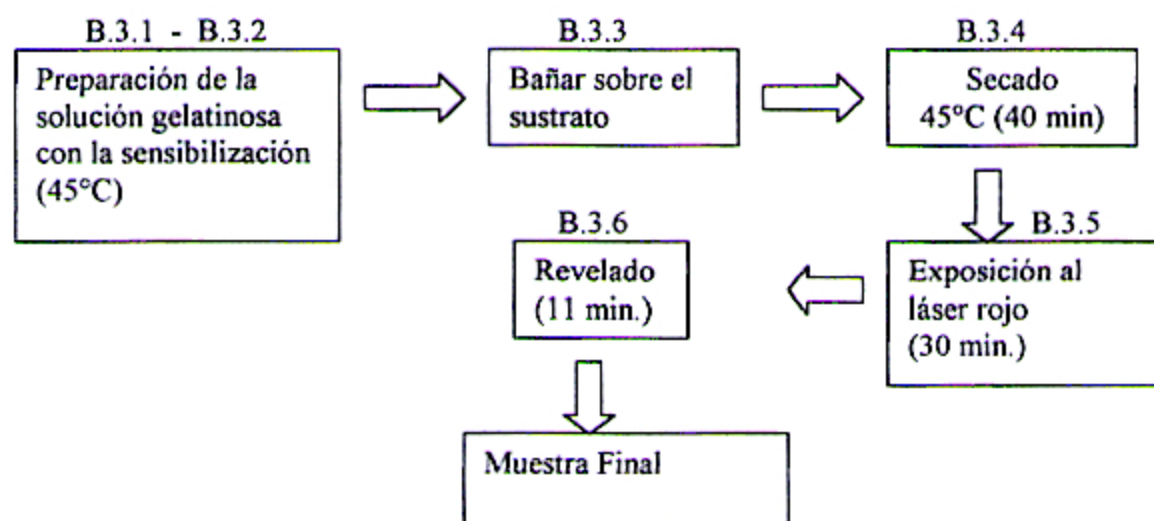 B.3.1 - B.3.2
Preparación de la
solución gelatinosa
con la sensibilización
(45°C)
B.3.3
Bañar sobre el
sustrato
B.3.4
Secado
45°C (40 min)
B.3.5
Exposición al
láser rojo
(30 min.)
B.3.6
Revelado
(11 min.)
Muestra Final